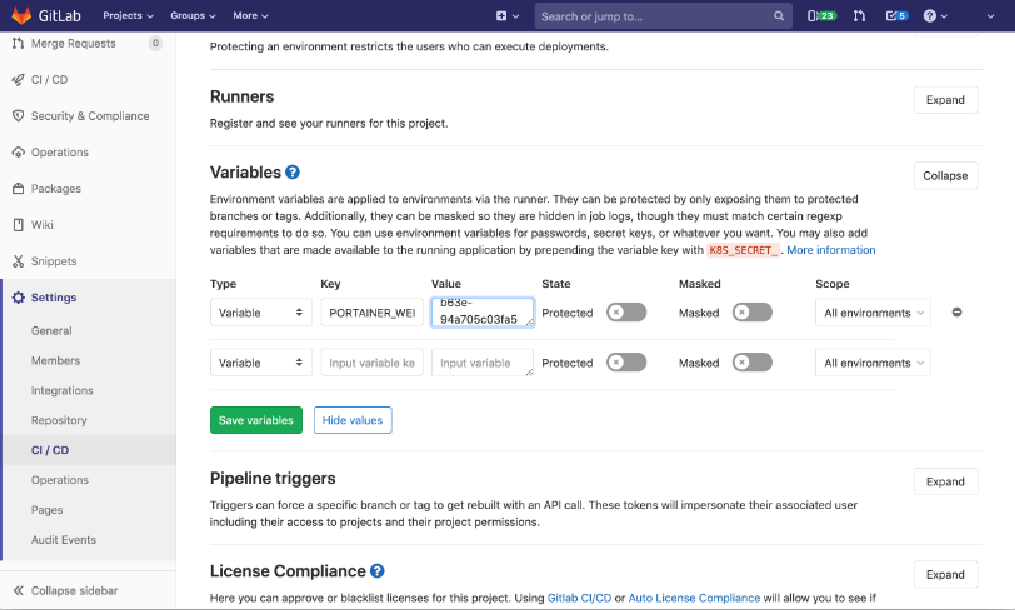 GitLab
Projects
Groups
More
Search or jump to...
23
5
Merge Requests 0
CI / CD
Security & Compliance
Operations
Packages
Wiki
Snippets
Settings
General
Members
Integrations
Repository
CI / CD
Operations
Pages
Audit Events
Collapse sidebar
Protecting an environment restricts the users who can execute deployments.
Runners
Expand
Register and see your runners for this project.
Variables ?
Collapse
Environment variables are applied to environments via the runner. They can be protected by only exposing them to protected
branches or tags. Additionally, they can be masked so they are hidden in job logs, though they must match certain regexp
requirements to do so. You can use environment variables for passwords, secret keys, or whatever you want. You may also add
variables that are made available to the running application by prepending the variable key with K8S_SECRET_. More information
Type Key Value State Masked Scope
Variable PORTAINER_WEI b63e-
94a705c03fa5 Protected Masked All environments
Variable Input variable ke Input variable Protected Masked All environments
Save variables Hide values
Pipeline triggers
Expand
Triggers can force a specific branch or tag to get rebuilt with an API call. These tokens will impersonate their associated user
including their access to projects and their project permissions.
License Compliance ?
Expand
Here you can approve or blacklist licenses for this project. Using Gitlab CI/CD or Auto License Compliance will allow you to see if